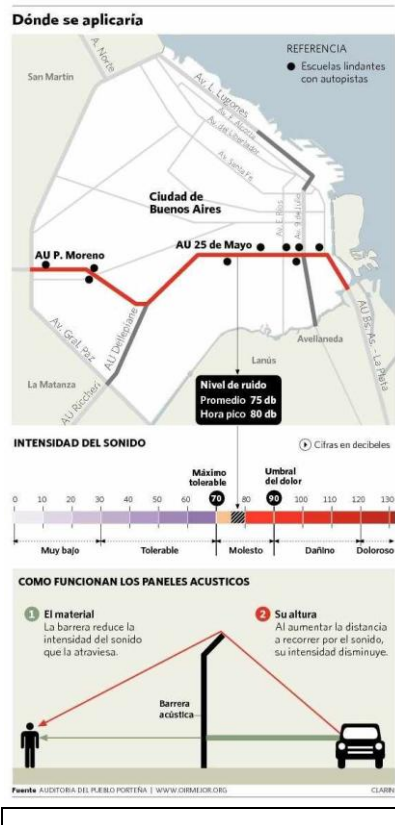 Dónde se aplicaría
REFERENCIA
Escuelas lindantes
con autopistas
A. Norte
San Martín
Av. L. Lugones
Av. F. Alcorta
Av. del Libertador
Av. Santa Fe
Ciudad de
Buenos Aires
Av. E. Ríos
Av. 9 de Julio
AU P. Moreno
AU 25 de Mayo
Av. Gral. Paz
AU Dellepiane
AU Riccheri
La Matanza
Lanús
Avellaneda
AU Bs. As. - La Plata
Nivel de ruido
Promedio 75 db
Hora pico 80 db
INTENSIDAD DEL SONIDO
Cifras en decibeles
Máximo
tolerable
Umbral
del dolor
0 10 20 30 40 50 60 70 80 90 100 110 120 130
Muy bajo Tolerable Molesto Dañino Doloroso
COMO FUNCIONAN LOS PANELES ACUSTICOS
1 El material
La barrera reduce la
intensidad del sonido
que la atraviesa.
2 Su altura
Al aumentar la distancia
a recorrer por el sonido,
su intensidad disminuye.
Barrera
acústica
Fuente AUDITORIA DEL PUEBLO PORTEÑA | WWW.OIRMEJOR.ORG
CLARIN